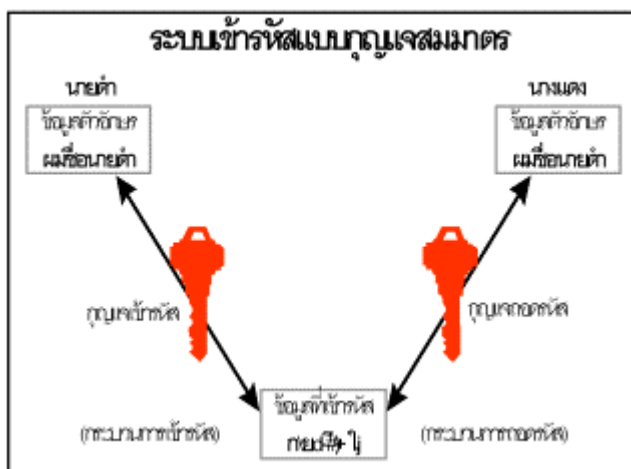 ระบบเข้ารหัสแบบกุญแจสมมาตร
นายดำ
นางแดง
ข้อมูลตัวอักษร
ผมชื่อนายดำ
ข้อมูลตัวอักษร
ผมชื่อนายดำ
กุญแจเข้ารหัส
กุญแจถอดรหัส
ข้อมูลที่เข้ารหัส
(กระบวนการเข้ารหัส)
(กระบวนการถอดรหัส)